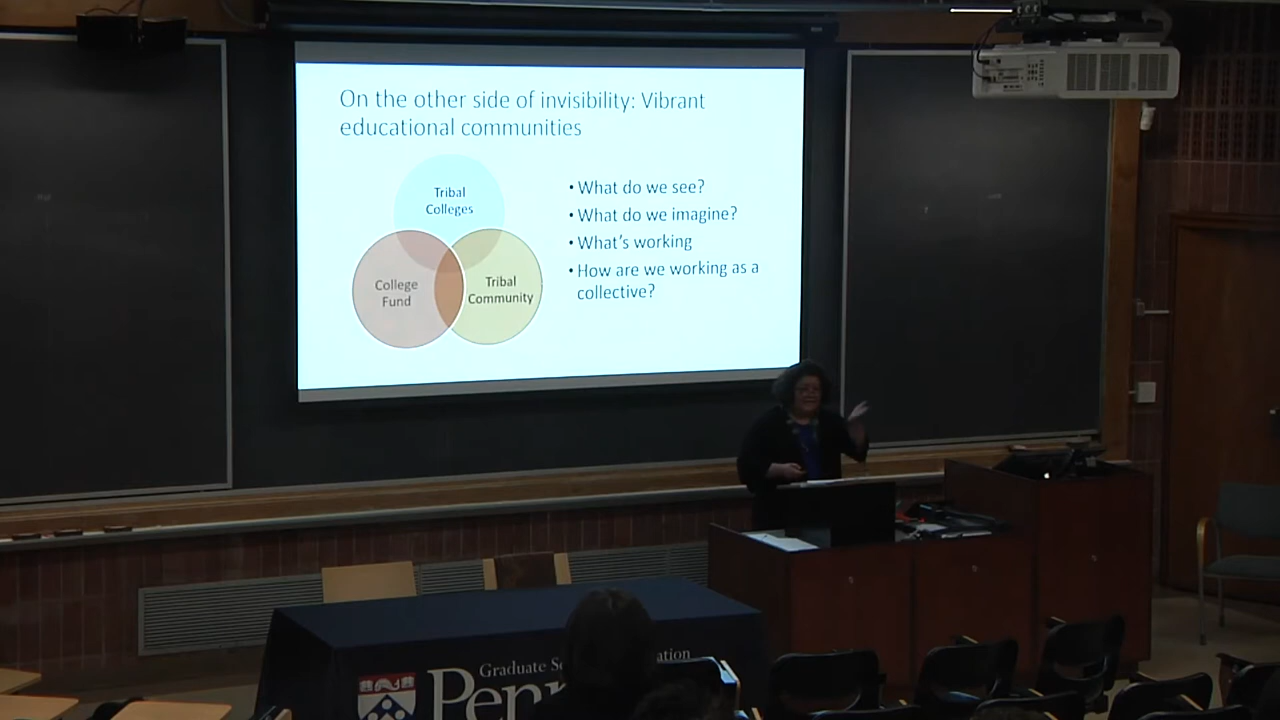 On the other side of invisibility: Vibrant
educational communities
Tribal
Colleges
College
Fund
Tribal
Community
• What do we see?
• What do we imagine?
• What's working
• How are we working as a
collective?
Graduate